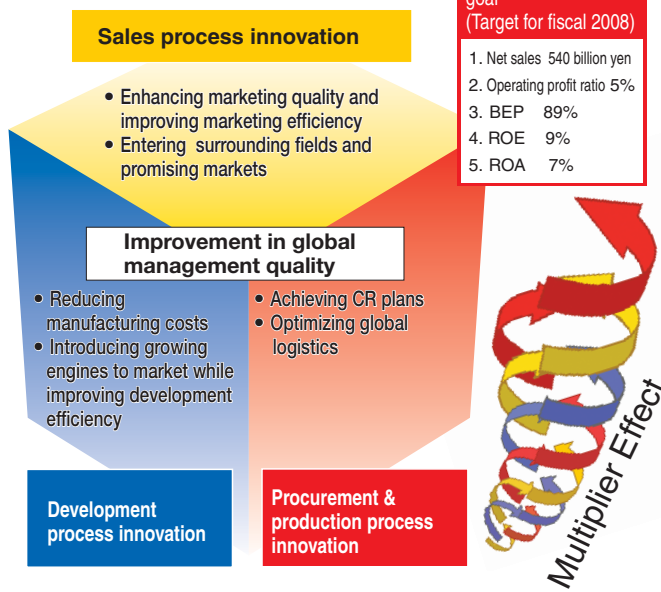 Sales process innovation
• Enhancing marketing quality and
improving marketing efficiency
• Entering surrounding fields and
promising markets
goal
(Target for fiscal 2008)
1. Net sales 540 billion yen
2. Operating profit ratio 5%
3. BEP 89%
4. ROE 9%
5. ROA 7%
Improvement in global
management quality
• Reducing
manufacturing costs
• Introducing growing
engines to market while
improving development
efficiency
• Achieving CR plans
• Optimizing global
logistics
Development
process innovation
Procurement &
production process
innovation
Multiplier Effect